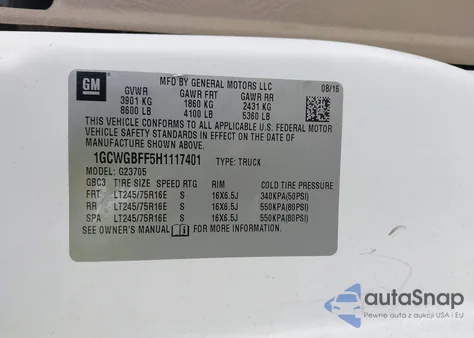 GM
MFD BY GENERAL MOTORS LLC 08/16
GVWR GAWR FRT GAWR RR
3901 KG 1860 KG 2431 KG
8600 LB 4100 LB 5360 LB
THIS VEHICLE CONFORMS TO ALL APPLICABLE U.S. FEDERAL MOTOR
VEHICLE SAFETY STANDARDS IN EFFECT ON THE DATE OF
MANUFACTURE SHOWN ABOVE.
1GCWGBFF5H1117401 TYPE: TRUCK
MODEL: G23705
GBC3 TIRE SIZE SPEED RTG RIM COLD TIRE PRESSURE
FRT LT245/75R16E S 16X6.5J 340KPA(50PSI)
RR LT245/75R16E S 16X6.5J 550KPA(80PSI)
SPA LT245/75R16E S 16X6.5J 550KPA(80PSI)
SEE OWNER'S MANUAL FOR MORE INFORMATION
autoSnap
Pewne auta z USA i EU